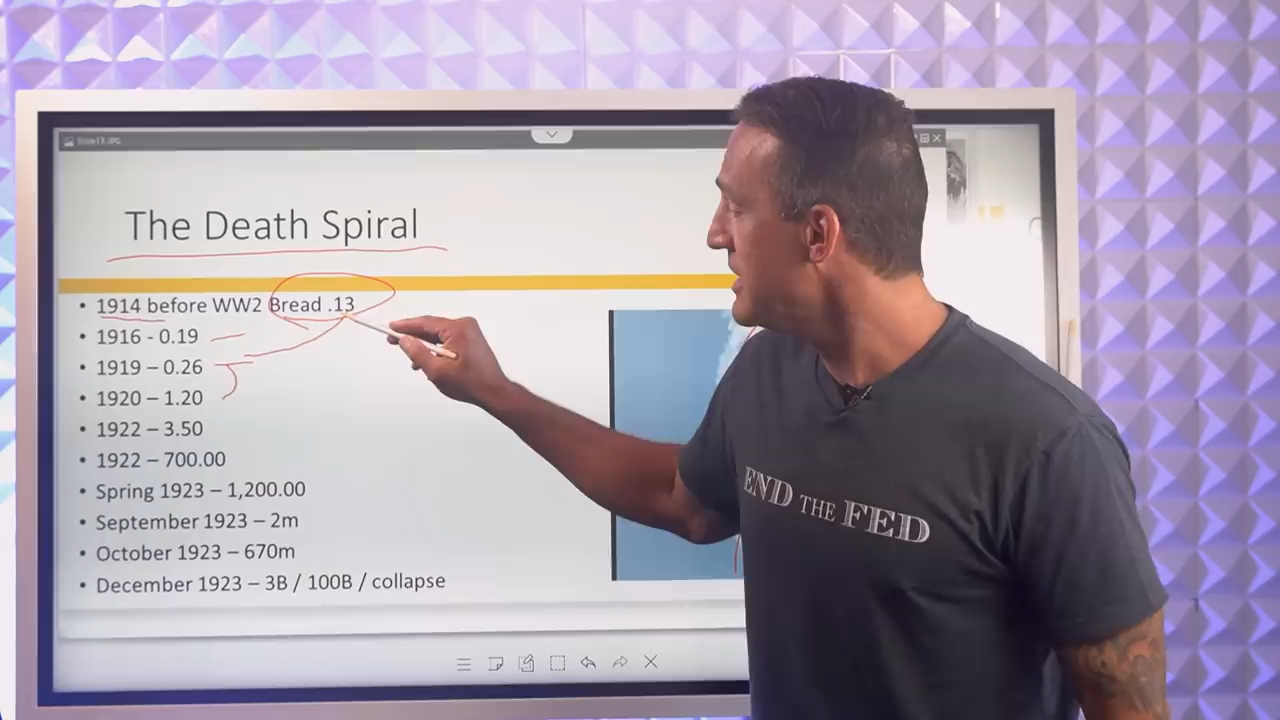 Slide13.JPG
The Death Spiral
• 1914 before WW2 Bread .13
• 1916 - 0.19
• 1919 – 0.26
• 1920 – 1.20
• 1922 – 3.50
• 1922 – 700.00
• Spring 1923 – 1,200.00
• September 1923 – 2m
• October 1923 – 670m
• December 1923 – 3B / 100B / collapse
END THE FED